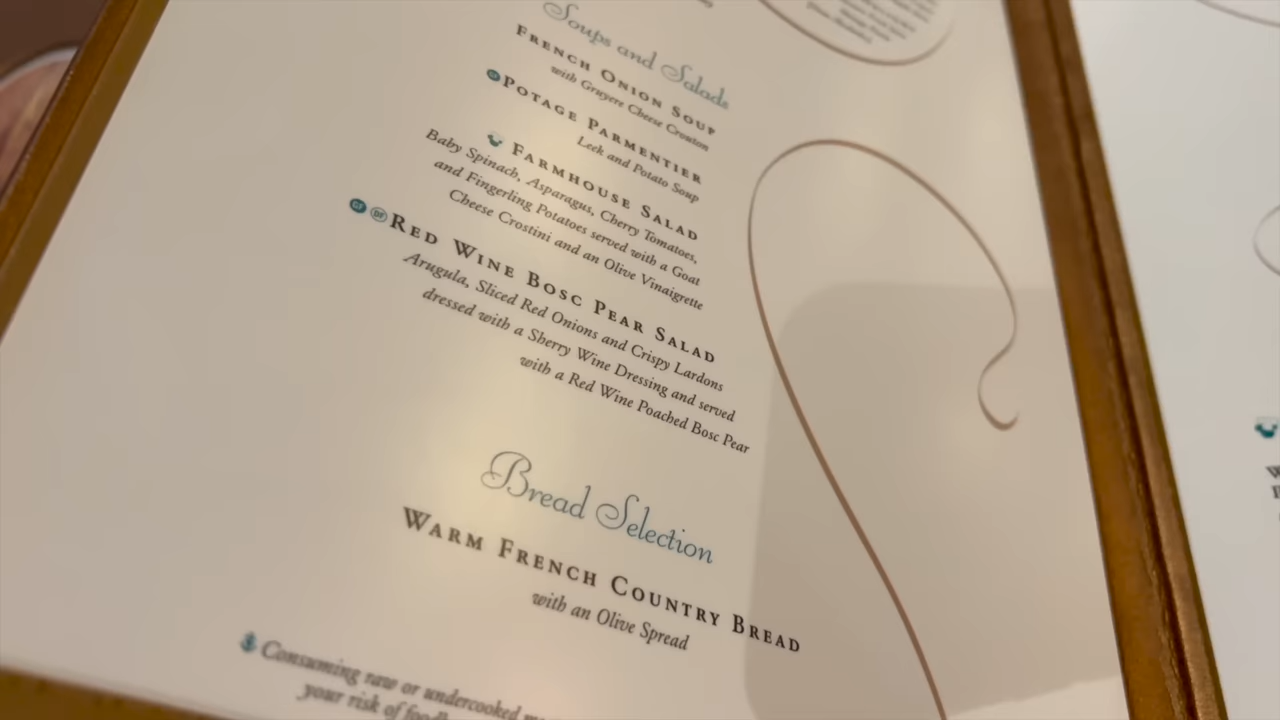 Soups and Salads
FRENCH ONION SOUP
with Gruyere Cheese Crouton
GF POTAGE PARMENTIER
Leek and Potato Soup
FARMHOUSE SALAD
Baby Spinach, Asparagus, Cherry Tomatoes,
and Fingerling Potatoes served with a Goat
Cheese Crostini and an Olive Vinaigrette
GF DF RED WINE BOSC PEAR SALAD
Arugula, Sliced Red Onions and Crispy Lardons
dressed with a Sherry Wine Dressing and served
with a Red Wine Poached Bosc Pear
Bread Selection
WARM FRENCH COUNTRY BREAD
with an Olive Spread
Consuming raw or undercooked
your risk of